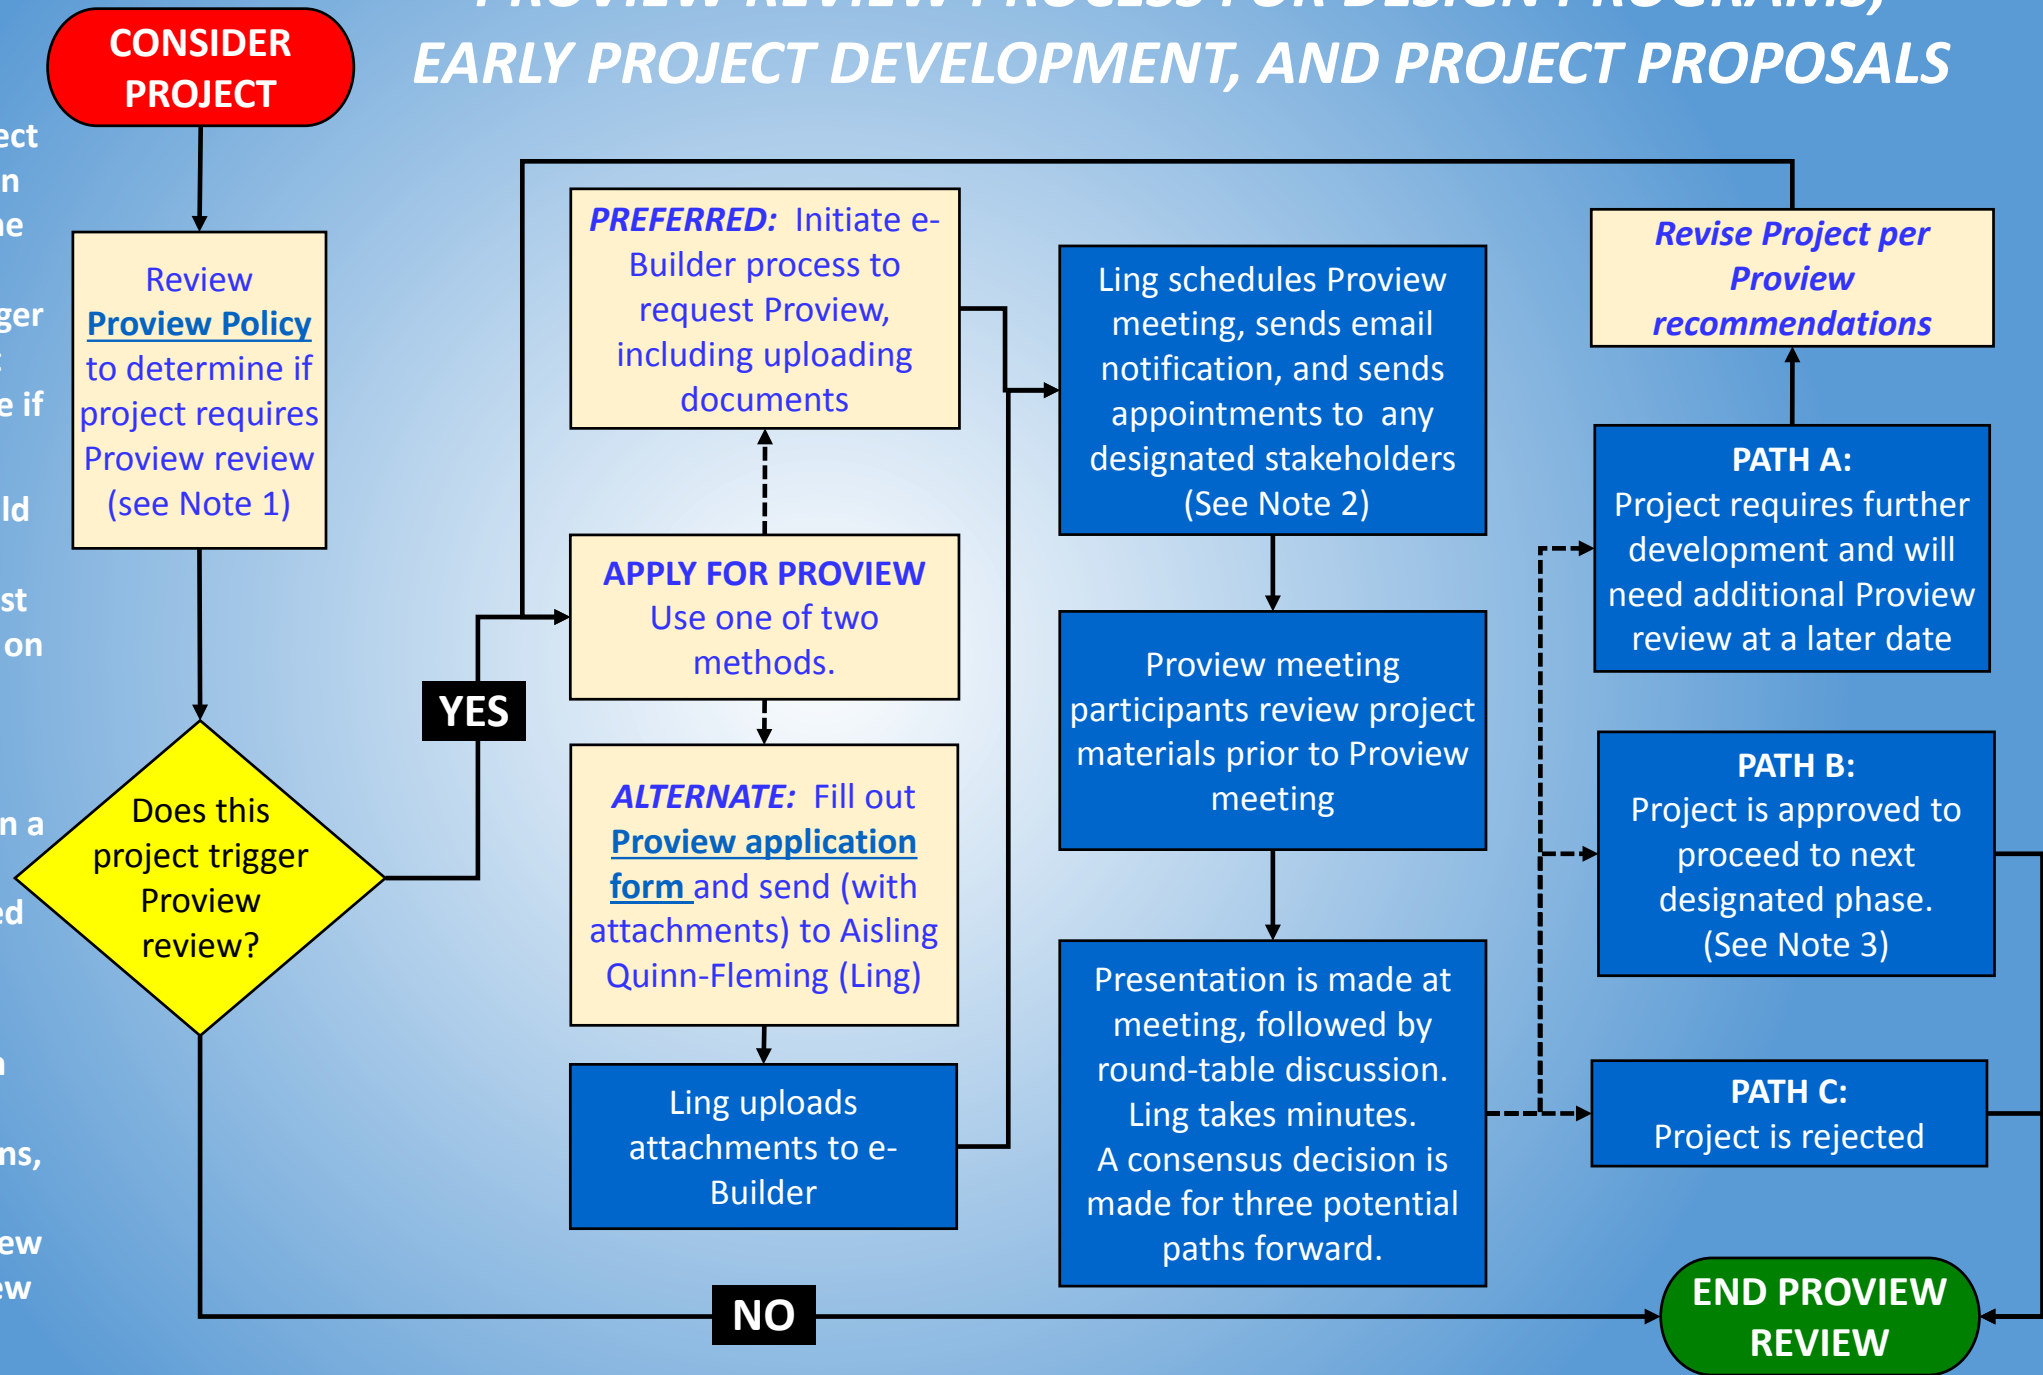 PROVIEW REVIEW PROCESS FOR DESIGN PROGRAMS,
EARLY PROJECT DEVELOPMENT, AND PROJECT PROPOSALS
CONSIDER
PROJECT
Review
Proview Policy
to determine if
project requires
Proview review
(see Note 1)
Does this
project trigger
Proview
review?
YES
NO
PREFERRED: Initiate e-
Builder process to
request Proview,
including uploading
documents
APPLY FOR PROVIEW
Use one of two
methods.
ALTERNATE: Fill out
Proview application
form and send (with
attachments) to Aisling
Quinn-Fleming (Ling)
Ling uploads
attachments to e-
Builder
Ling schedules Proview
meeting, sends email
notification, and sends
appointments to any
designated stakeholders
(See Note 2)
Proview meeting
participants review project
materials prior to Proview
meeting
Presentation is made at
meeting, followed by
round-table discussion.
Ling takes minutes.
A consensus decision is
made for three potential
paths forward.
Revise Project per
Proview
recommendations
PATH A:
Project requires further
development and will
need additional Proview
review at a later date
PATH B:
Project is approved to
proceed to next
designated phase.
(See Note 3)
PATH C:
Project is rejected
END PROVIEW
REVIEW
if
on
a